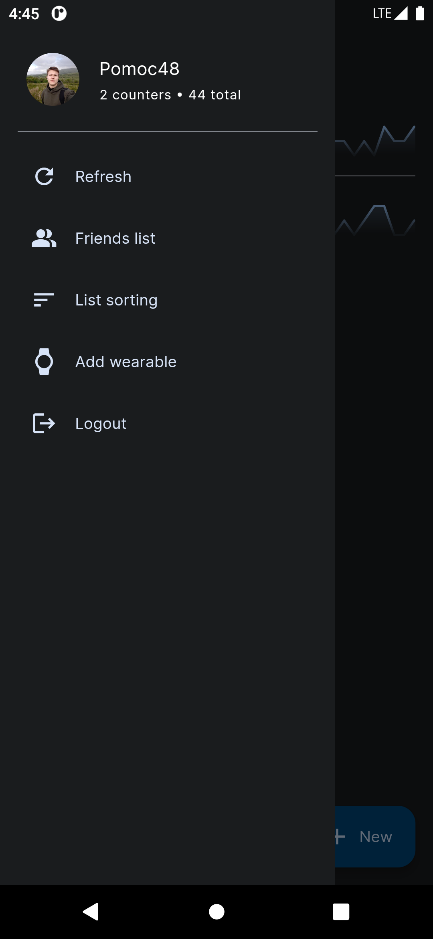 4:45
LTE
Pomoc48
2 counters • 44 total
Refresh
Friends list
List sorting
Add wearable
Logout
New